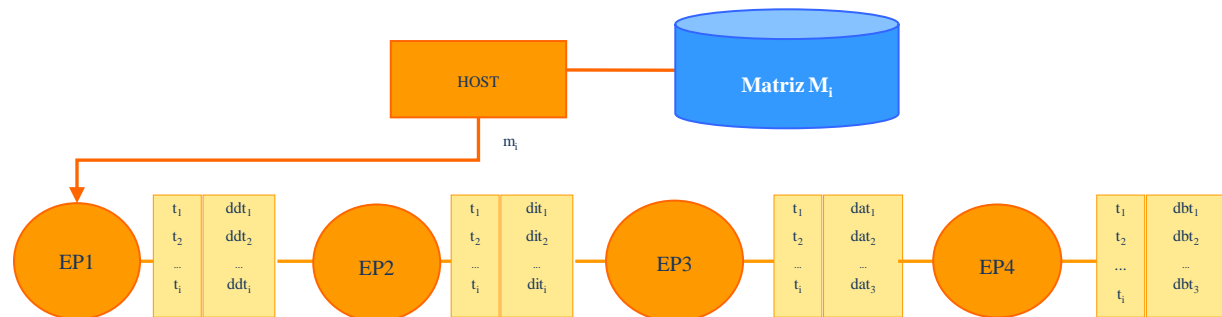 HOST
Matriz Mᵢ
mᵢ
EP1
t₁ ddt₁
t₂ ddt₂
... ...
tᵢ ddtᵢ
EP2
t₁ dit₁
t₂ dit₂
... ...
tᵢ ditᵢ
EP3
t₁ dat₁
t₂ dat₂
... ...
tᵢ dat₃
EP4
t₁ dbt₁
t₂ dbt₂
... ...
tᵢ dbt₃